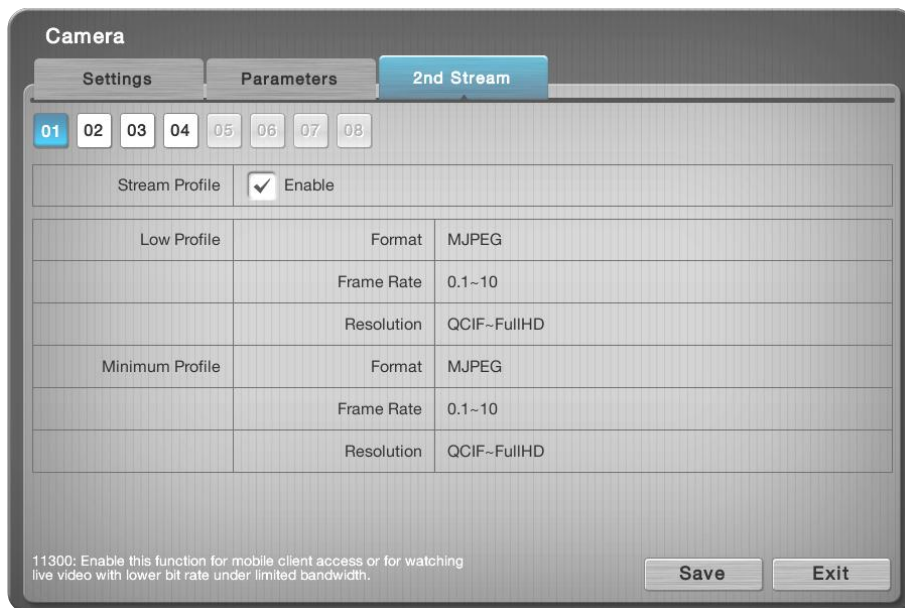 Camera
Settings Parameters 2nd Stream
01 02 03 04 05 06 07 08
Stream Profile Enable
Low Profile Format MJPEG
Frame Rate 0.1~10
Resolution QCIF~FullHD
Minimum Profile Format MJPEG
Frame Rate 0.1~10
Resolution QCIF~FullHD
11300: Enable this function for mobile client access or for watching
live video with lower bit rate under limited bandwidth.
Save Exit